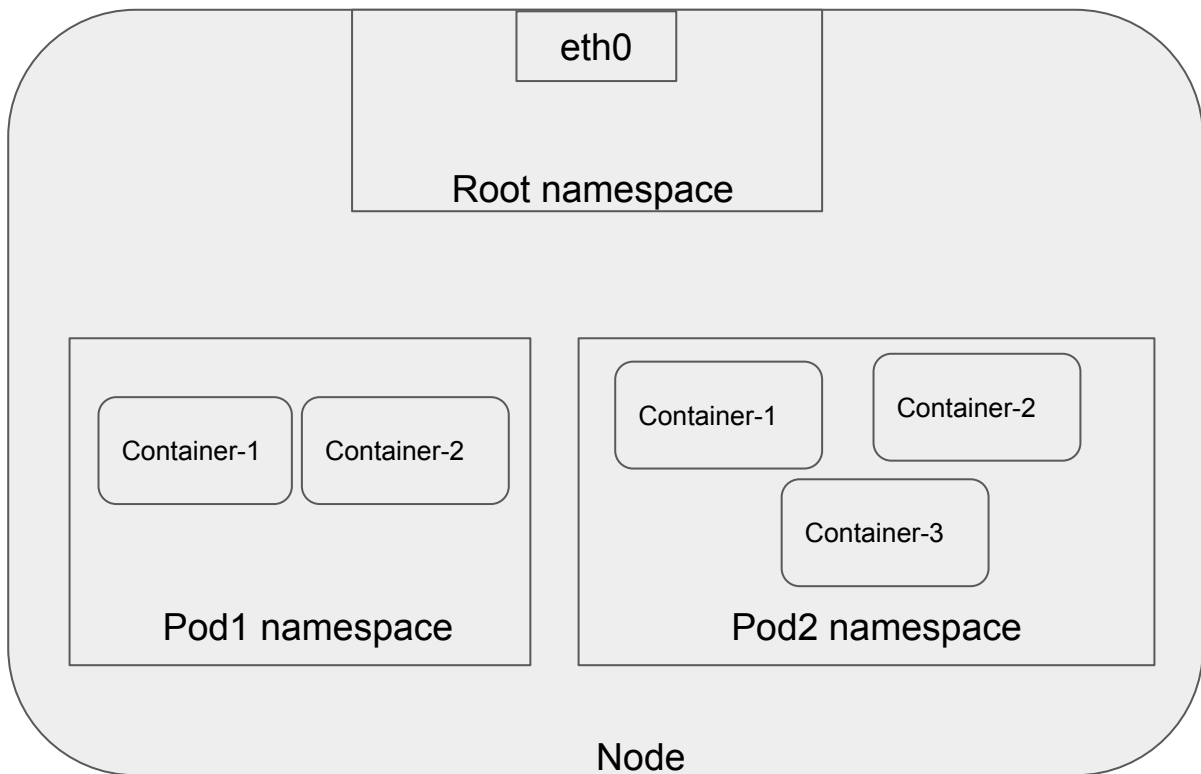 eth0
Root namespace
Container-1
Container-2
Pod1 namespace
Container-1
Container-2
Container-3
Pod2 namespace
Node